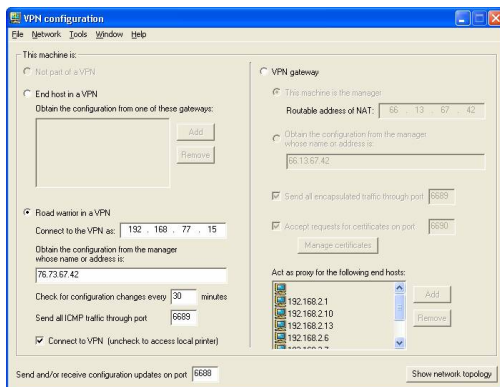 VPN configuration
File Network Tools Window Help
This machine is:
Not part of a VPN
End host in a VPN
Obtain the configuration from one of these gateways:
Add
Remove
Road warrior in a VPN
Connect to the VPN as: 192 . 168 . 77 . 15
Obtain the configuration from the manager
whose name or address is:
76.73.67.42
Check for configuration changes every 30 minutes
Send all ICMP traffic through port 6689
Connect to VPN (uncheck to access local printer)
VPN gateway
This machine is the manager
Routable address of NAT: 66 . 13 . 67 . 42
Obtain the configuration from the manager
whose name or address is:
66.13.67.42
Send all encapsulated traffic through port 6689
Accept requests for certificates on port 6690
Manage certificates
Act as proxy for the following end hosts:
192.168.2.1
192.168.2.10
192.168.2.13
192.168.2.6
Add
Remove
Send and/or receive configuration updates on port 6688
Show network topology